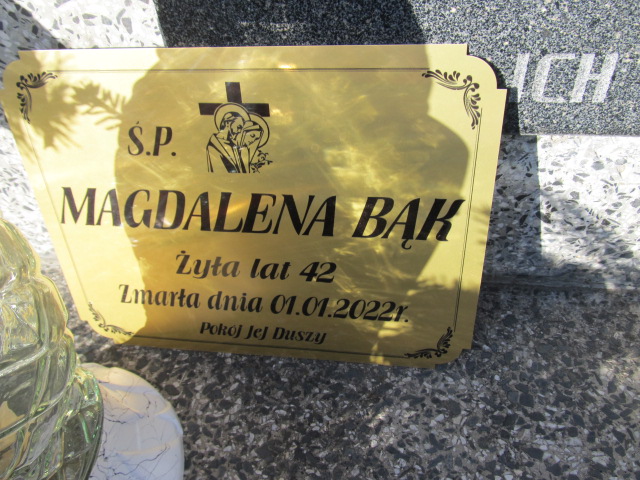 ICH
Ś.P.
MAGDALENA BĄK
Żyła lat 42
Zmarła dnia 01.01.2022r.
Pokój Jej Duszy